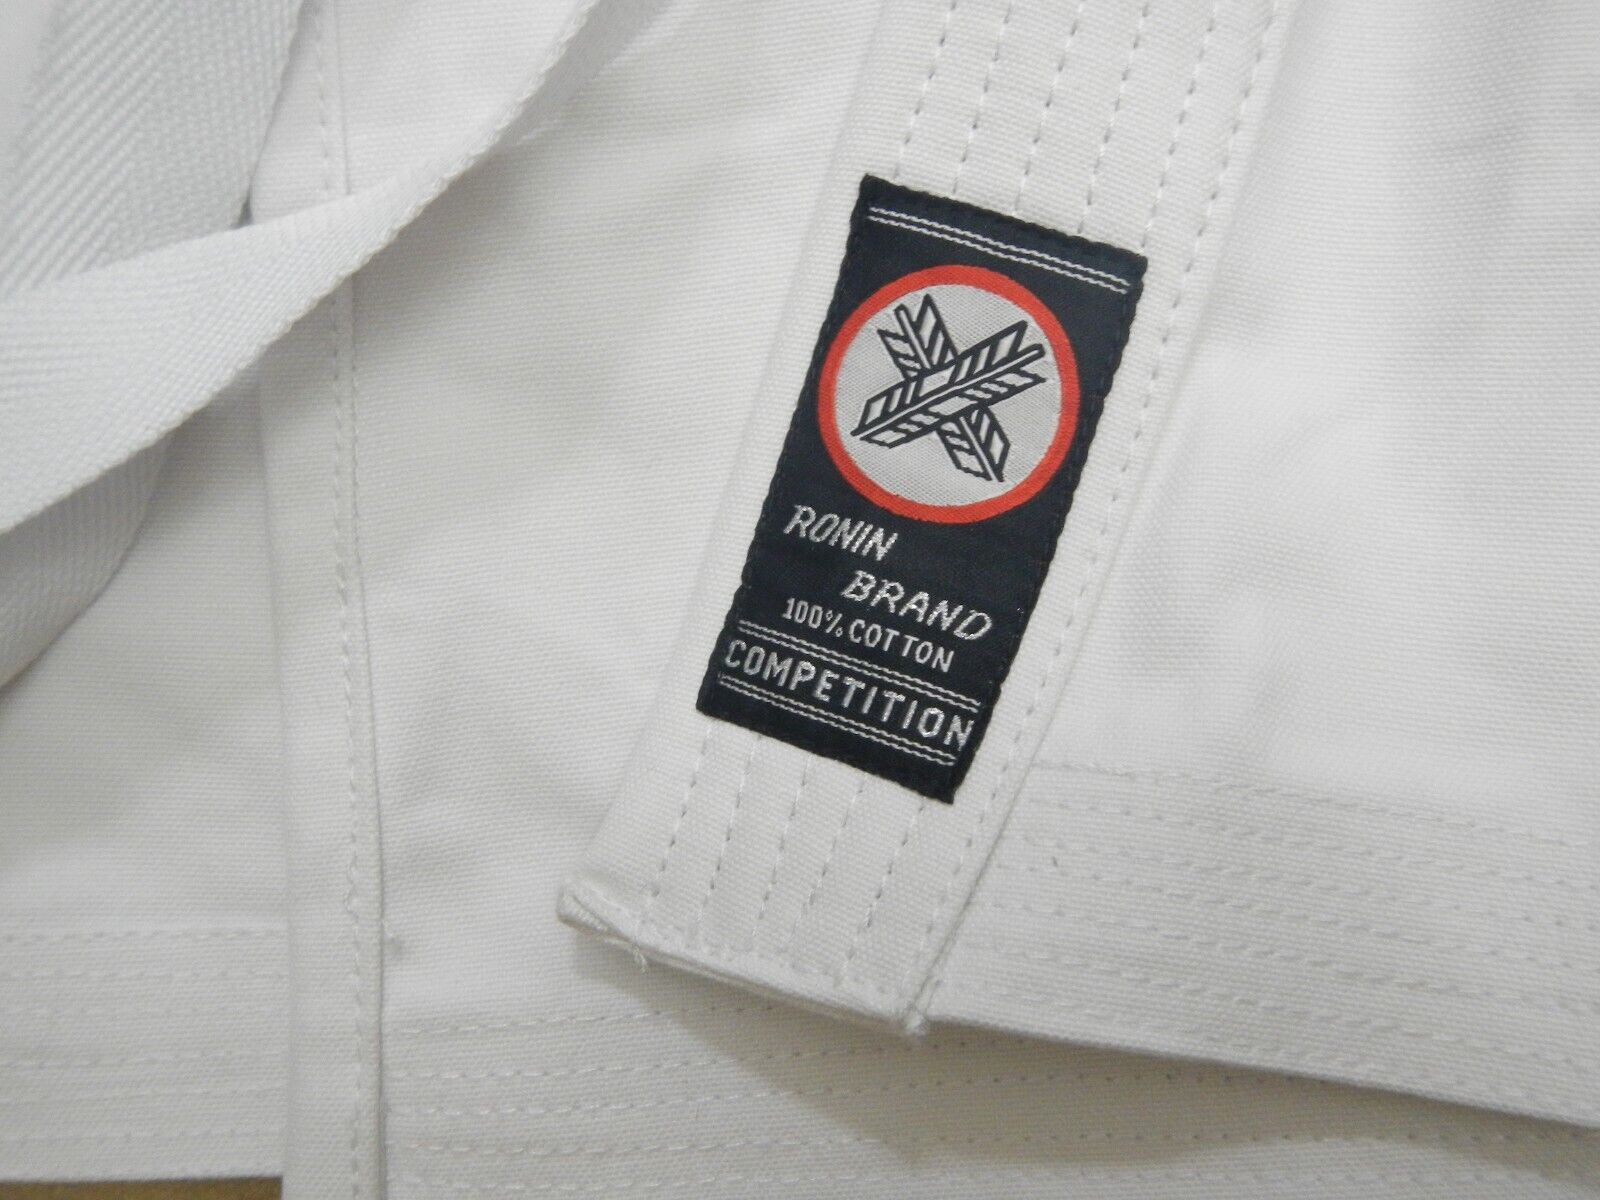 RONIN
BRAND
100% COTTON
COMPETITION